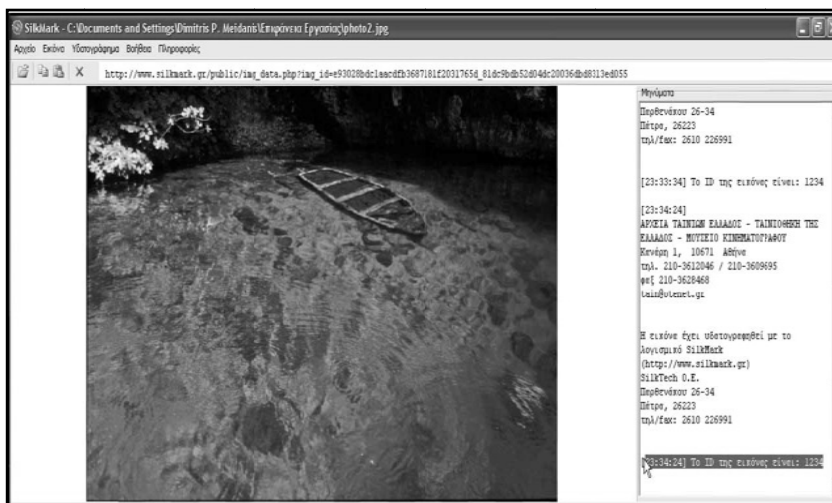 SilkMark - C:\Documents and Settings\Dimitris P. Meidanis\Επιφάνεια Εργασίας\photo2.jpg
Αρχείο Εικόνα Υδατογράφημα Βοήθεια Πληροφορίες
http://www.silkmark.gr/public/img_data.php?img_id=e93028bdc1aacdfb3687181f2031765d_81dc9bdb52d04dc20036dbd8313ed055
Μηνύματα
Παρθενίκου 26-34
Πάτρα, 26223
τηλ/fax: 2610 226991
[23:33:34] Το ID της εικόνας είναι: 1234
[23:34:24]
ΑΡΧΕΙΑ ΤΑΙΝΙΩΝ ΕΛΛΑΔΟΣ - ΤΑΙΝΙΟΘΗΚΗ ΤΗΣ
ΕΛΛΑΔΟΣ - ΜΟΥΣΕΙΟ ΚΙΝΗΜΑΤΟΓΡΑΦΟΥ
Κανάρη 1, 10671 Αθήνα
τηλ. 210-3612046 / 210-3609695
φαξ 210-3628468
tain@otenet.gr
Η εικόνα έχει υδατογραφηθεί με το
λογισμικό SilkMark
(http://www.silkmark.gr)
SilkTech O.E.
26-34
Πάτρα, 26223
τηλ/fax: 2610 226991
[23:34:24] Το ID της εικόνας είναι: 1234